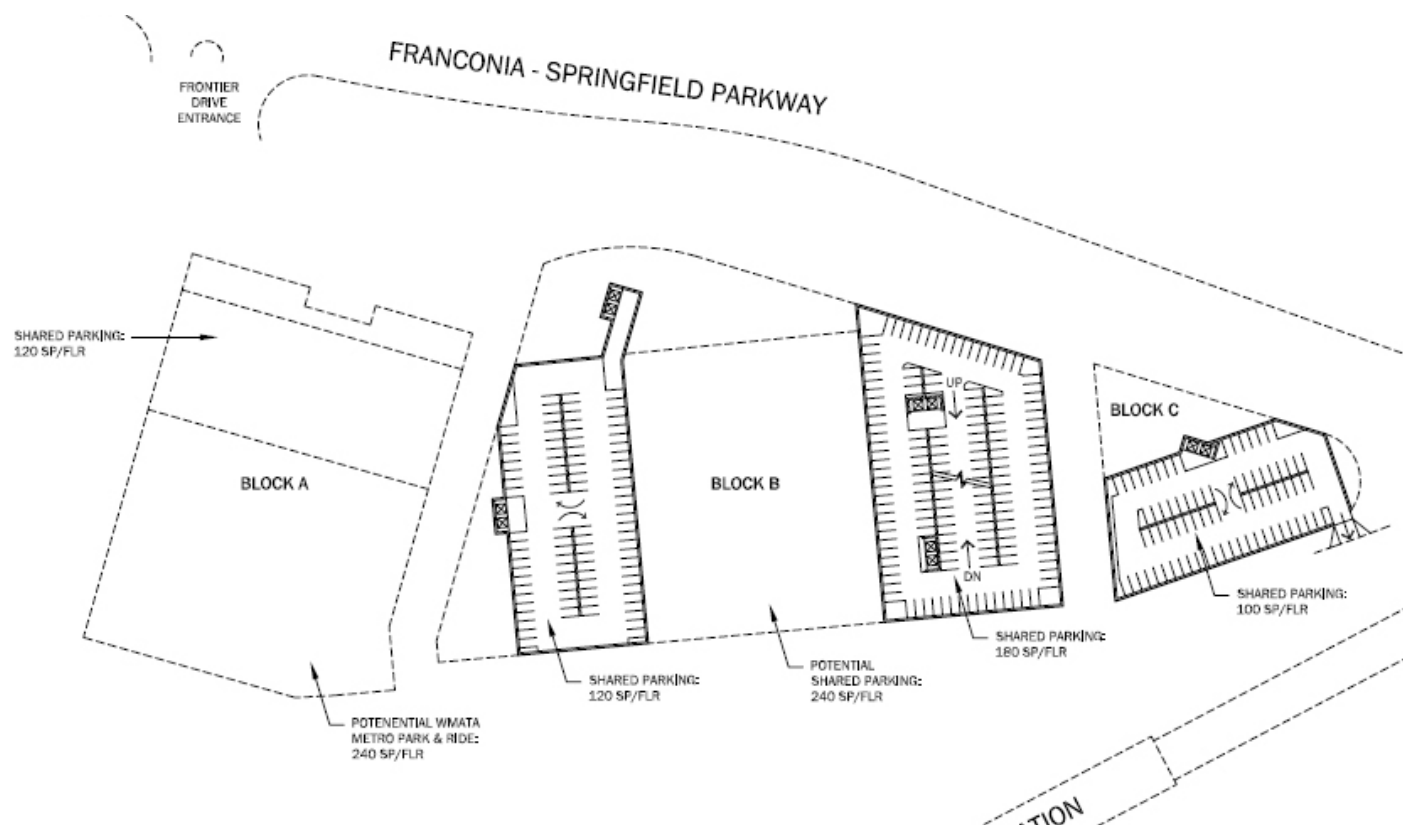 FRANCONIA - SPRINGFIELD PARKWAY
FRONTIER
DRIVE
ENTRANCE
SHARED PARKING:
120 SP/FLR
BLOCK A
BLOCK B
BLOCK C
UP
DN
SHARED PARKING:
100 SP/FLR
SHARED PARKING:
180 SP/FLR
POTENTIAL
SHARED PARKING:
240 SP/FLR
SHARED PARKING:
120 SP/FLR
POTENENTIAL WMATA
METRO PARK & RIDE:
240 SP/FLR